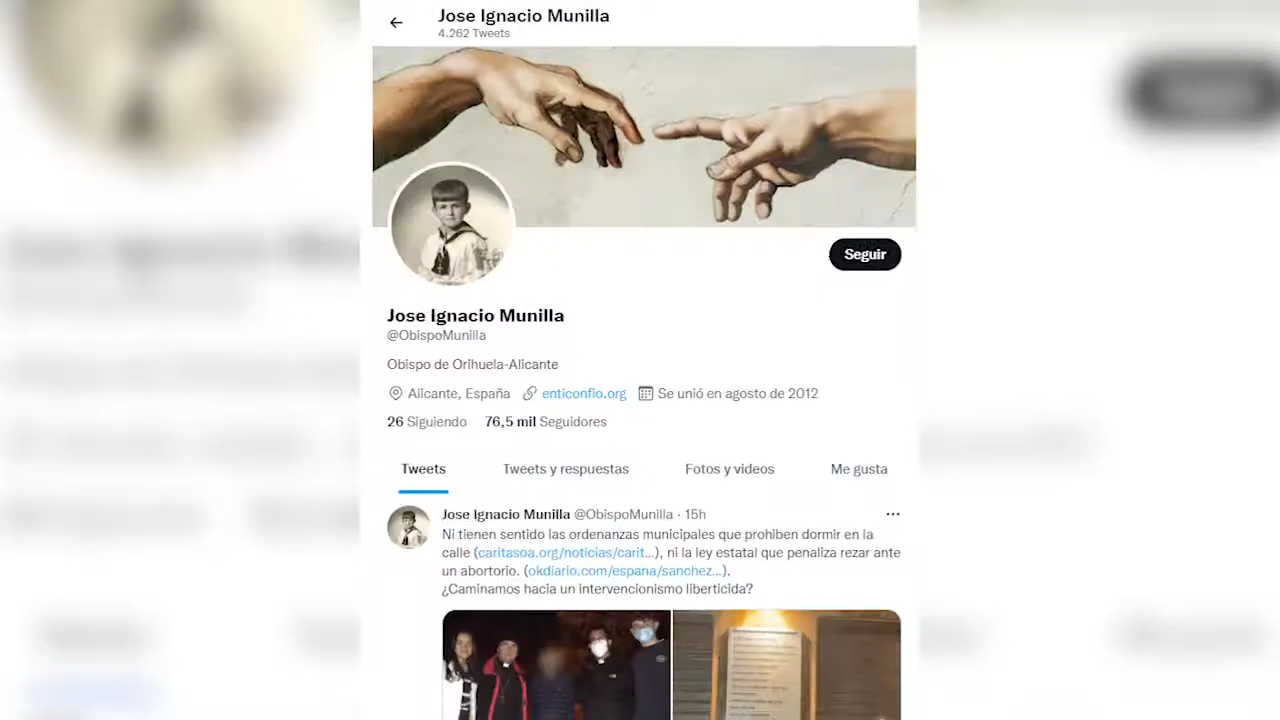 Jose Ignacio Munilla
4.262 Tweets
Seguir
Jose Ignacio Munilla
@ObispoMunilla
Obispo de Orihuela-Alicante
Alicante, España enticonfio.org Se unió en agosto de 2012
26 Siguiendo 76,5 mil Seguidores
Tweets Tweets y respuestas Fotos y vídeos Me gusta
Jose Ignacio Munilla @ObispoMunilla · 15h
Ni tienen sentido las ordenanzas municipales que prohiben dormir en la
calle (caritasoa.org/noticias/carit…), ni la ley estatal que penaliza rezar ante
un abortorio. (okdiario.com/espana/sanchez…).
¿Caminamos hacia un intervencionismo liberticida?